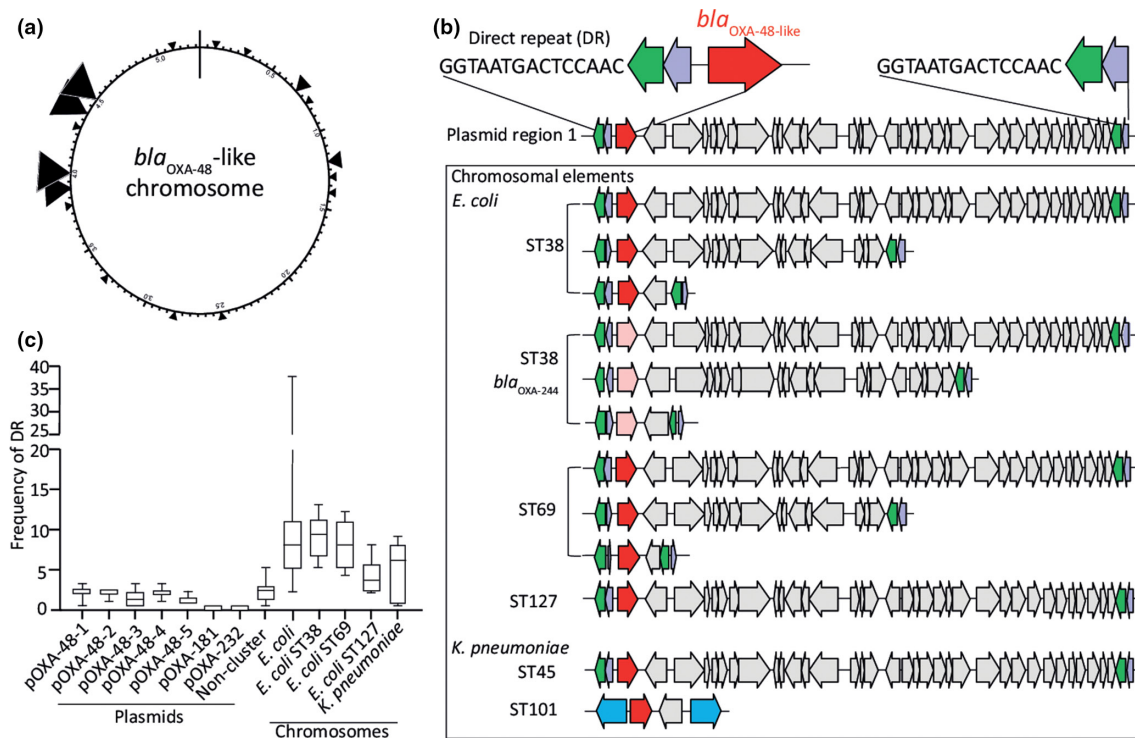 (a)
5.0
0.5
1.0
1.5
2.0
2.5
3.0
3.5
4.0
4.5
blaOXA-48-like
chromosome
(b)
blaOXA-48-like
Direct repeat (DR)
GGTAATGACTCCAAC
GGTAATGACTCCAAC
Plasmid region 1
Chromosomal elements
E. coli
ST38
ST38
blaOXA-244
ST69
ST127
K. pneumoniae
ST45
ST101
(c)
Frequency of DR
40
35
30
25
20
15
10
5
0
pOXA-48-1
pOXA-48-2
pOXA-48-3
pOXA-48-4
pOXA-48-5
pOXA-181
pOXA-232
Non-cluster
E. coli
E. coli ST38
E. coli ST69
E. coli ST127
K. pneumoniae
Plasmids
Chromosomes